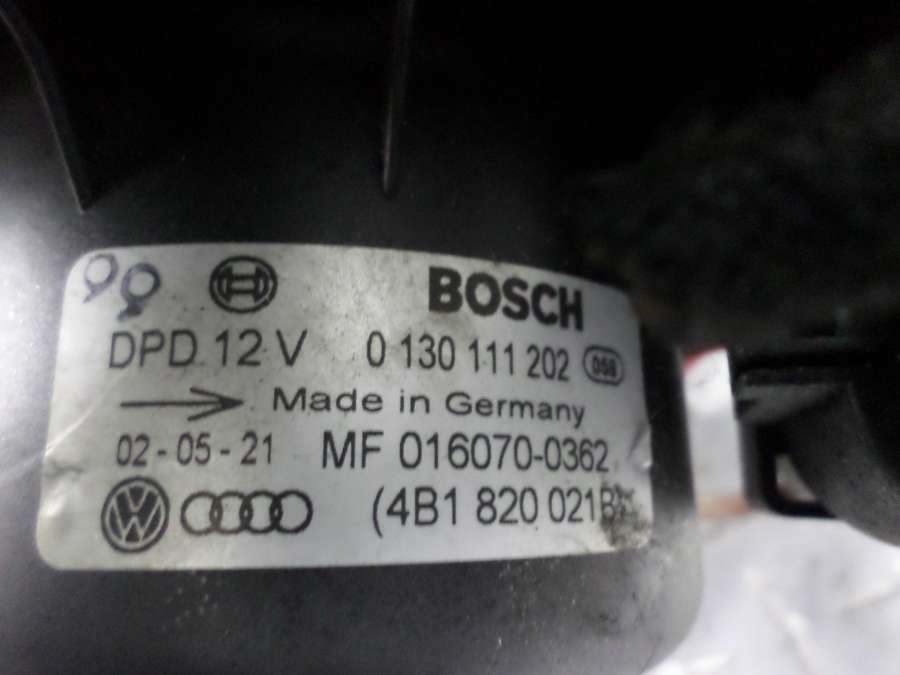 BOSCH
DPD 12 V 0 130 111 202 058
Made in Germany
02-05-21 MF 016070-0362
(4B1 820 021B)